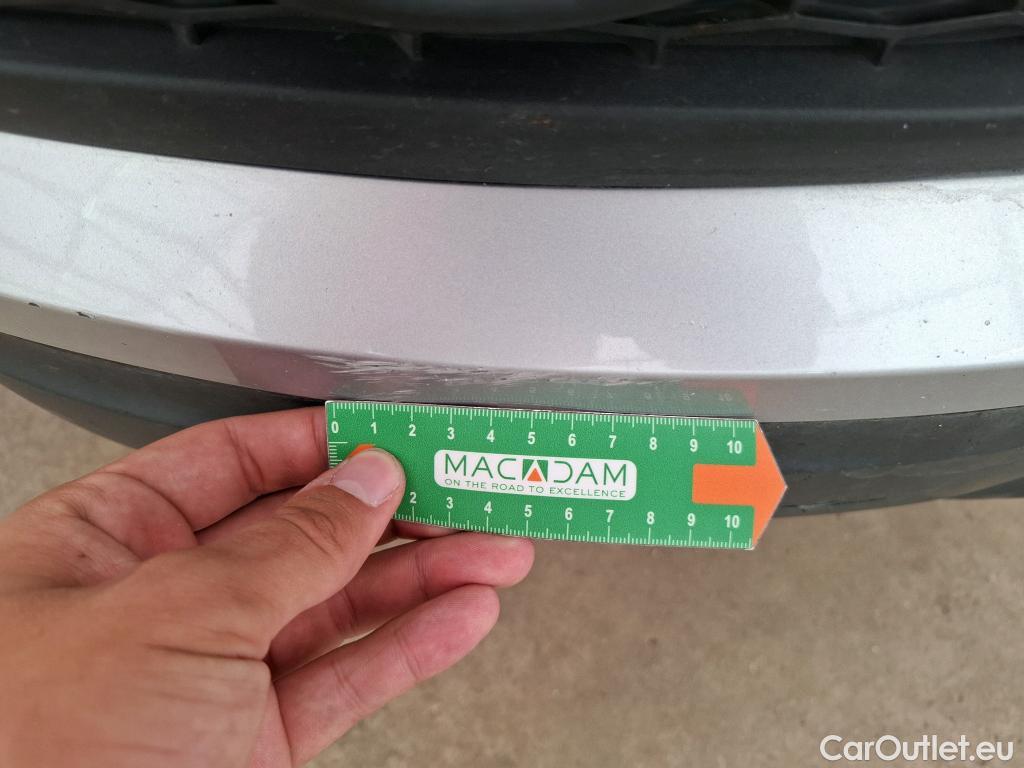 0 1 2 3 4 5 6 7 8 9 10
MACADAM
ON THE ROAD TO EXCELLENCE
2 3 4 5 6 7 8 9 10
CarOutlet.eu